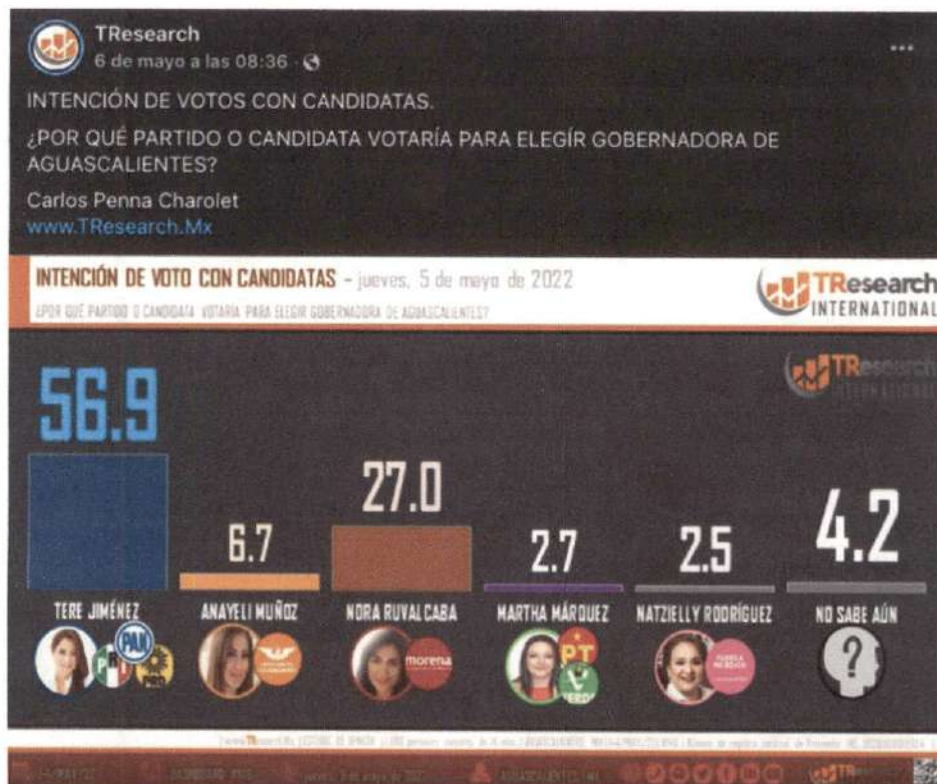 TResearch
6 de mayo a las 08:36
INTENCIÓN DE VOTOS CON CANDIDATAS.
¿POR QUÉ PARTIDO O CANDIDATA VOTARÍA PARA ELEGÍR GOBERNADORA DE
AGUASCALIENTES?
Carlos Penna Charolet
www.TResearch.Mx
INTENCIÓN DE VOTO CON CANDIDATAS - jueves, 5 de mayo de 2022
¿POR QUÉ PARTIDO O CANDIDATA VOTARÍA PARA ELEGIR GOBERNADORA DE AGUASCALIENTES?
TResearch
INTERNATIONAL
TResearch
INTERNATIONAL
56.9
6.7
27.0
2.7
2.5
4.2
TERE JIMÉNEZ
ANAYELI MUÑOZ
NORA RUVALCABA
MARTHA MÁRQUEZ
NATZIELLY RODRÍGUEZ
NO SABE AÚN
PAN
PRI
PRD
morena
PT
VERDE
?